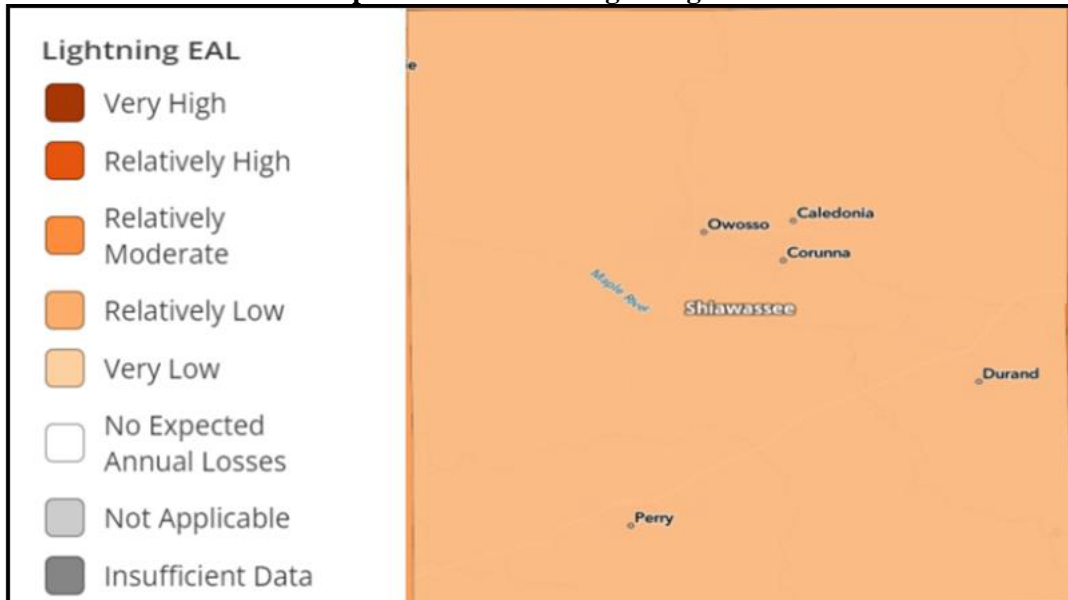 Lightning EAL
Very High
Relatively High
Relatively
Moderate
Relatively Low
Very Low
No Expected
Annual Losses
Not Applicable
Insufficient Data
e
Caledonia
Owosso
Corunna
Maple River
Shiawassee
Durand
Perry